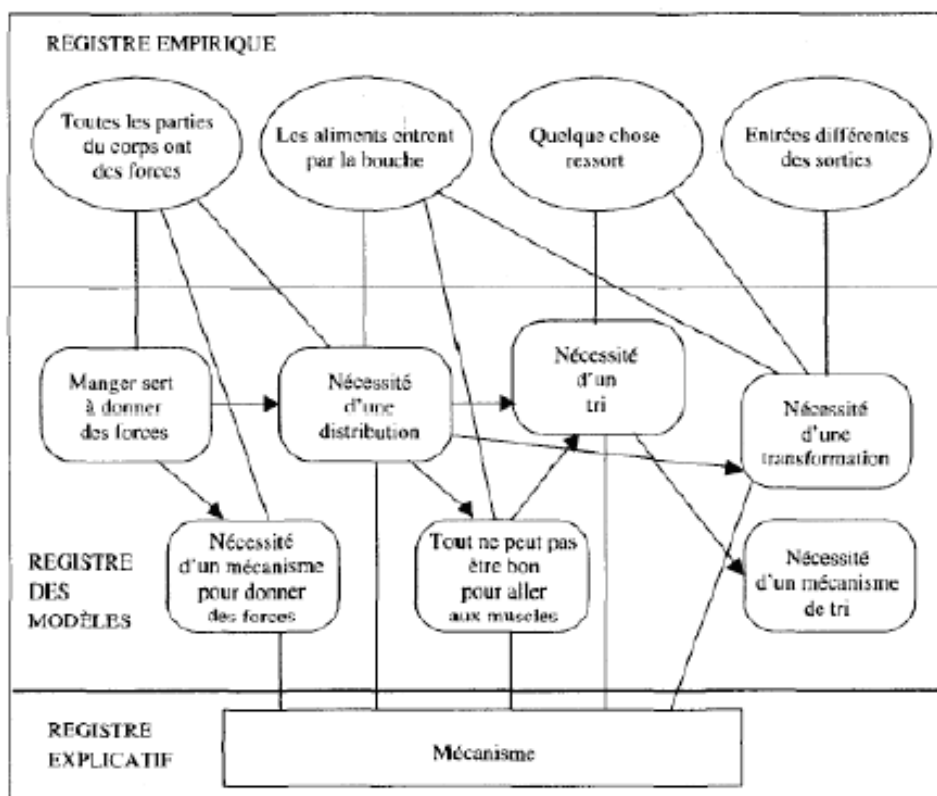 REGISTRE EMPIRIQUE
Toutes les parties
du corps ont
des forces
Les aliments entrent
par la bouche
Quelque chose
ressort
Entrées différentes
des sorties
Manger sert
à donner
des forces
Nécessité
d'une
distribution
Nécessité
d'un
tri
Nécessité
d'une
transformation
REGISTRE
DES
MODÈLES
Nécessité
d'un mécanisme
pour donner
des forces
Tout ne peut pas
être bon
pour aller
aux muscles
Nécessité
d'un mécanisme
de tri
REGISTRE
EXPLICATIF
Mécanisme